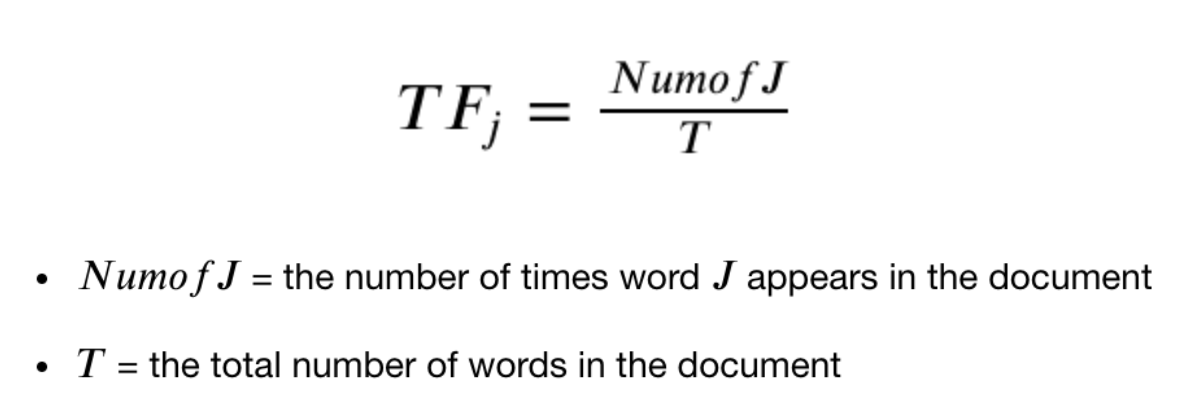 TF_j = \frac{NumofJ}{T}
• NumofJ = the number of times word J appears in the document
• T = the total number of words in the document